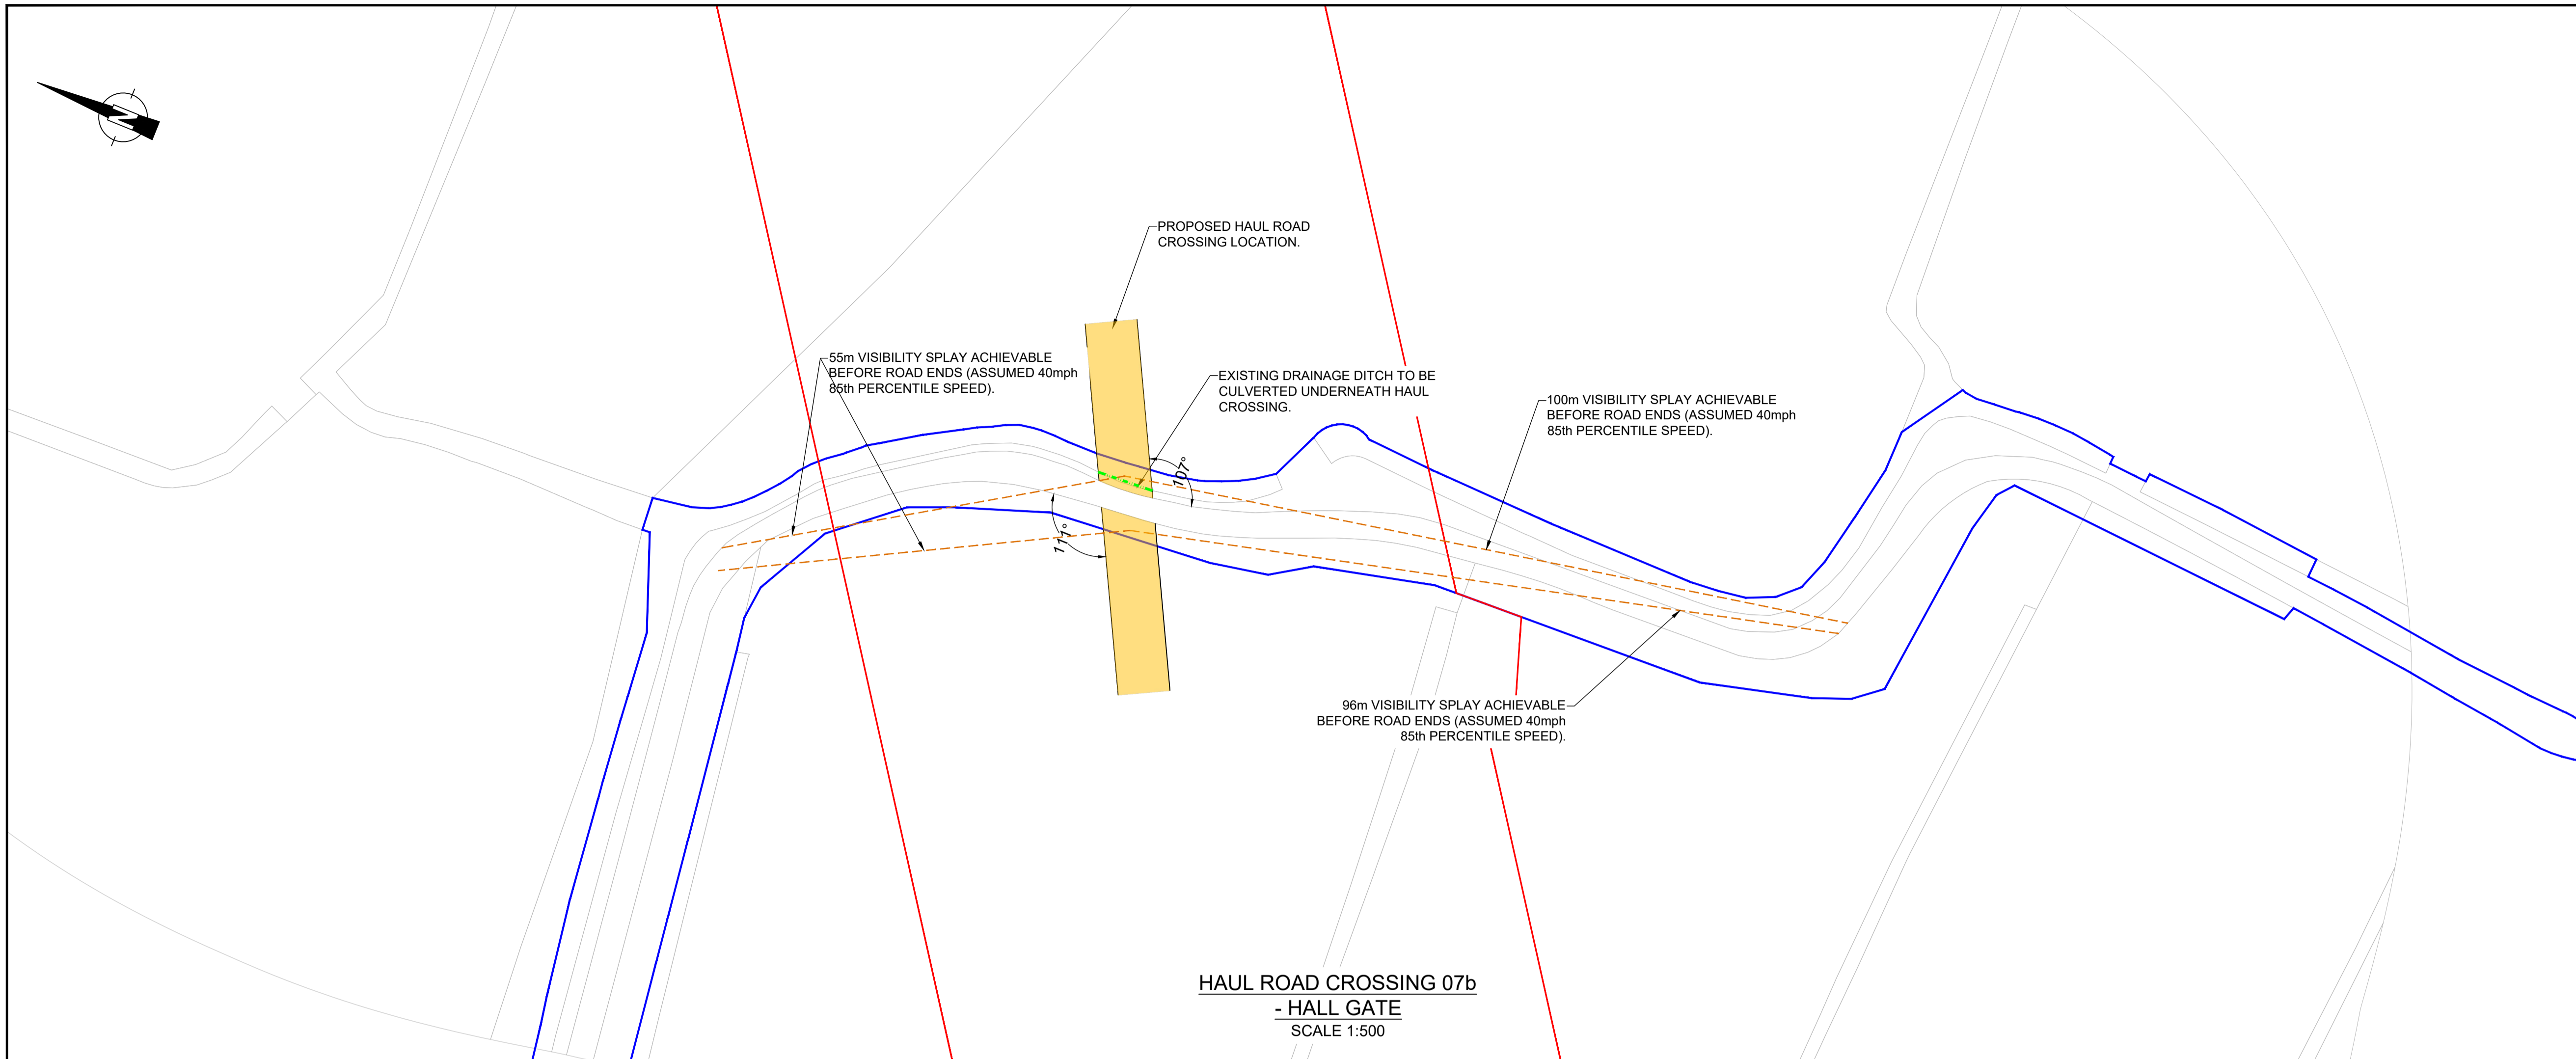 N
PROPOSED HAUL ROAD
CROSSING LOCATION.
55m VISIBILITY SPLAY ACHIEVABLE
BEFORE ROAD ENDS (ASSUMED 40mph
85th PERCENTILE SPEED).
EXISTING DRAINAGE DITCH TO BE
CULVERTED UNDERNEATH HAUL
CROSSING.
100m VISIBILITY SPLAY ACHIEVABLE
BEFORE ROAD ENDS (ASSUMED 40mph
85th PERCENTILE SPEED).
107°
111°
96m VISIBILITY SPLAY ACHIEVABLE
BEFORE ROAD ENDS (ASSUMED 40mph
85th PERCENTILE SPEED).
HAUL ROAD CROSSING 07b
- HALL GATE
SCALE 1:500